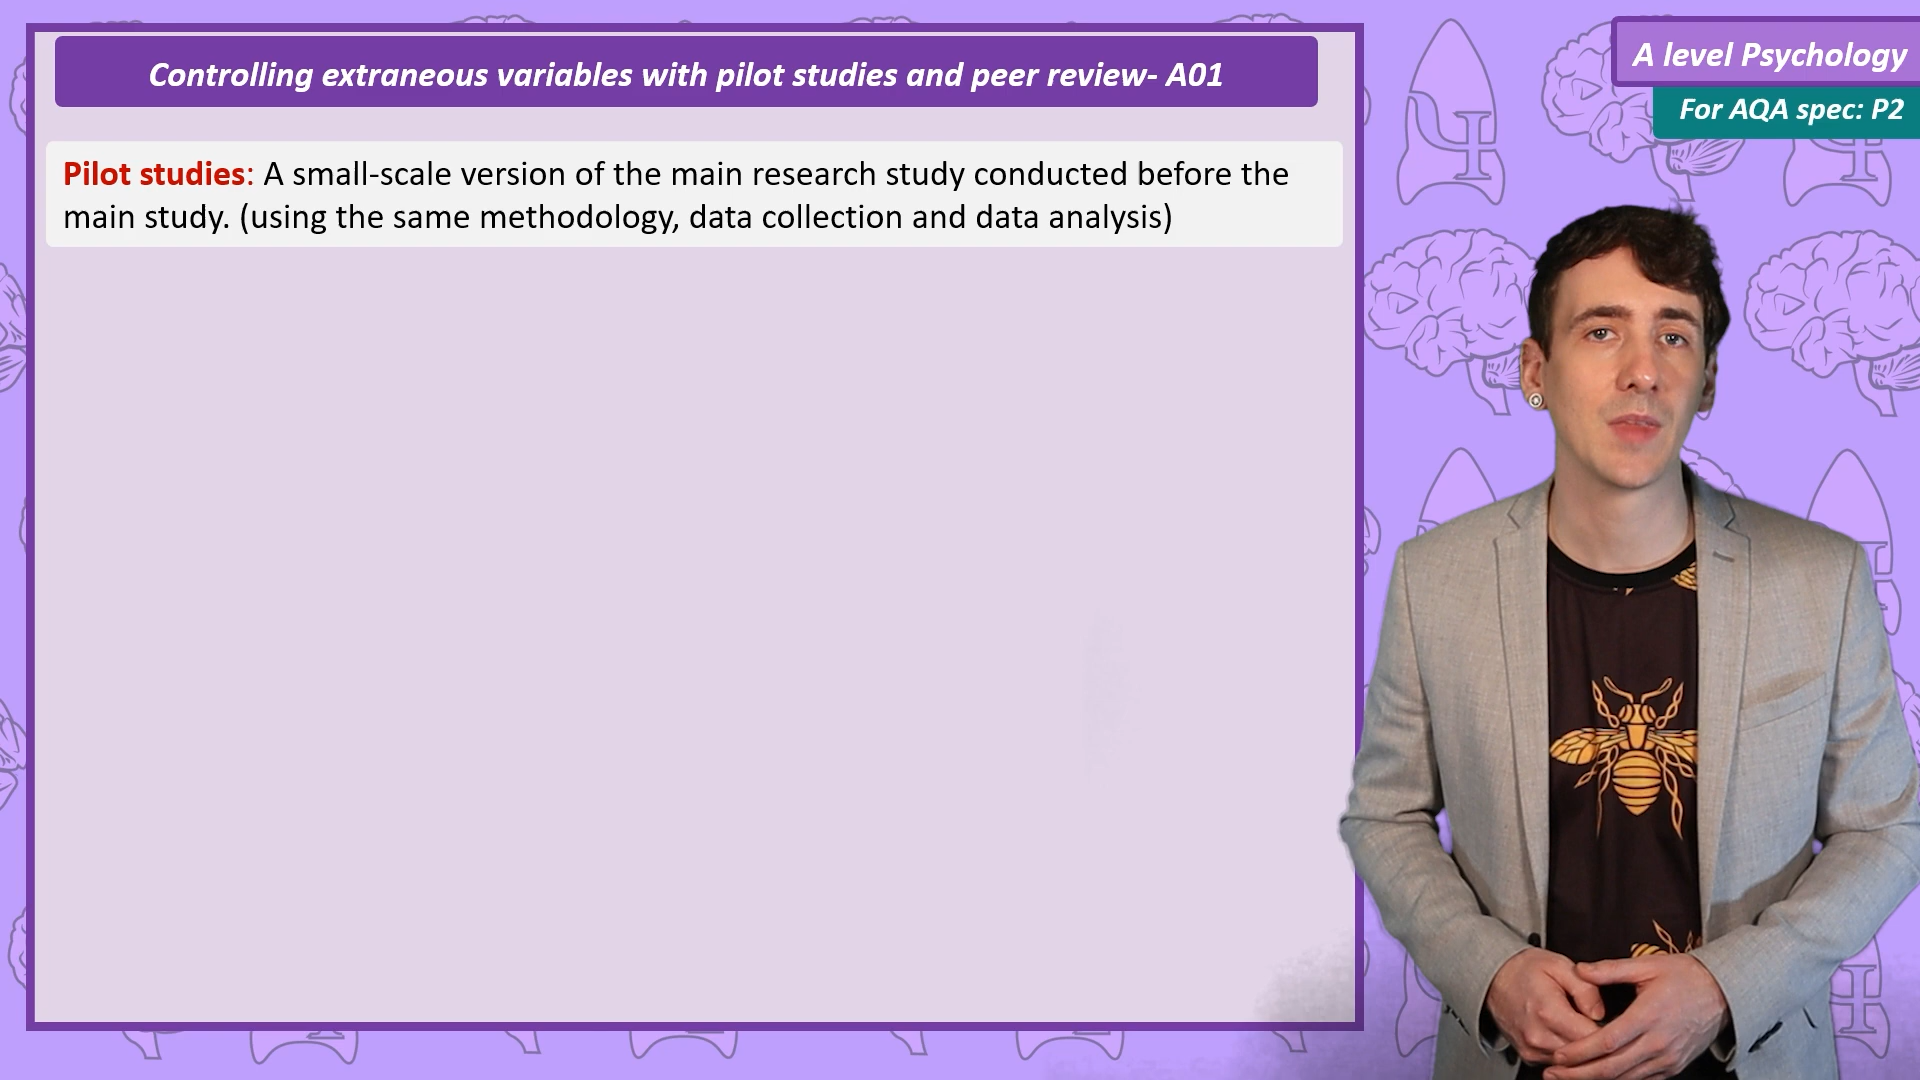 Controlling extraneous variables with pilot studies and peer review- A01
A level Psychology
For AQA spec: P2
Pilot studies: A small-scale version of the main research study conducted before the
main study. (using the same methodology, data collection and data analysis)